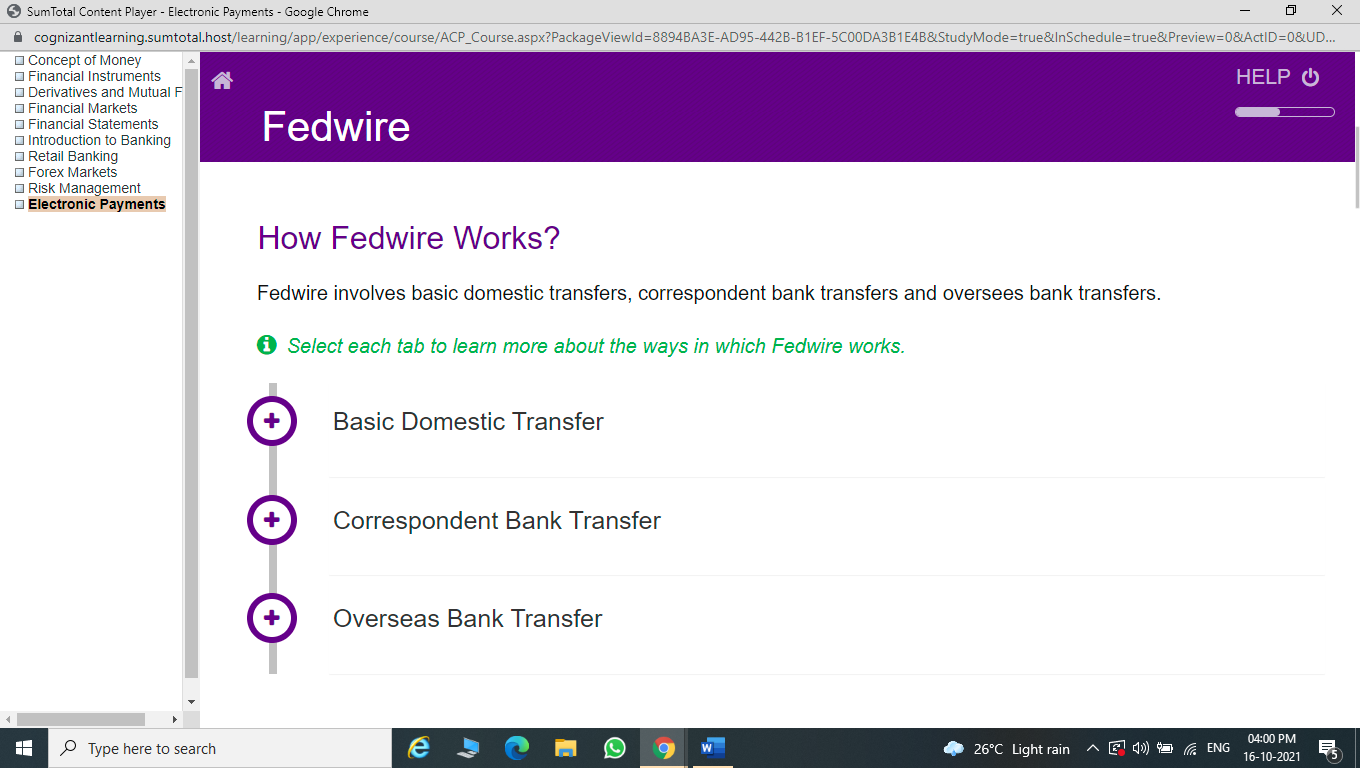 SumTotal Content Player - Electronic Payments - Google Chrome
cognizantlearning.sumtotal.host/learning/app/experience/course/ACP_Course.aspx?PackageViewId=8894BA3E-AD95-442B-B1EF-5C00DA3B1E4B&StudyMode=true&InSchedule=true&Preview=0&ActID=0&UD...
Concept of Money
Financial Instruments
Derivatives and Mutual F
Financial Markets
Financial Statements
Introduction to Banking
Retail Banking
Forex Markets
Risk Management
Electronic Payments
HELP
Fedwire
How Fedwire Works?
Fedwire involves basic domestic transfers, correspondent bank transfers and oversees bank transfers.
Select each tab to learn more about the ways in which Fedwire works.
Basic Domestic Transfer
Correspondent Bank Transfer
Overseas Bank Transfer
Type here to search
26°C Light rain
ENG
04:00 PM
16-10-2021
5